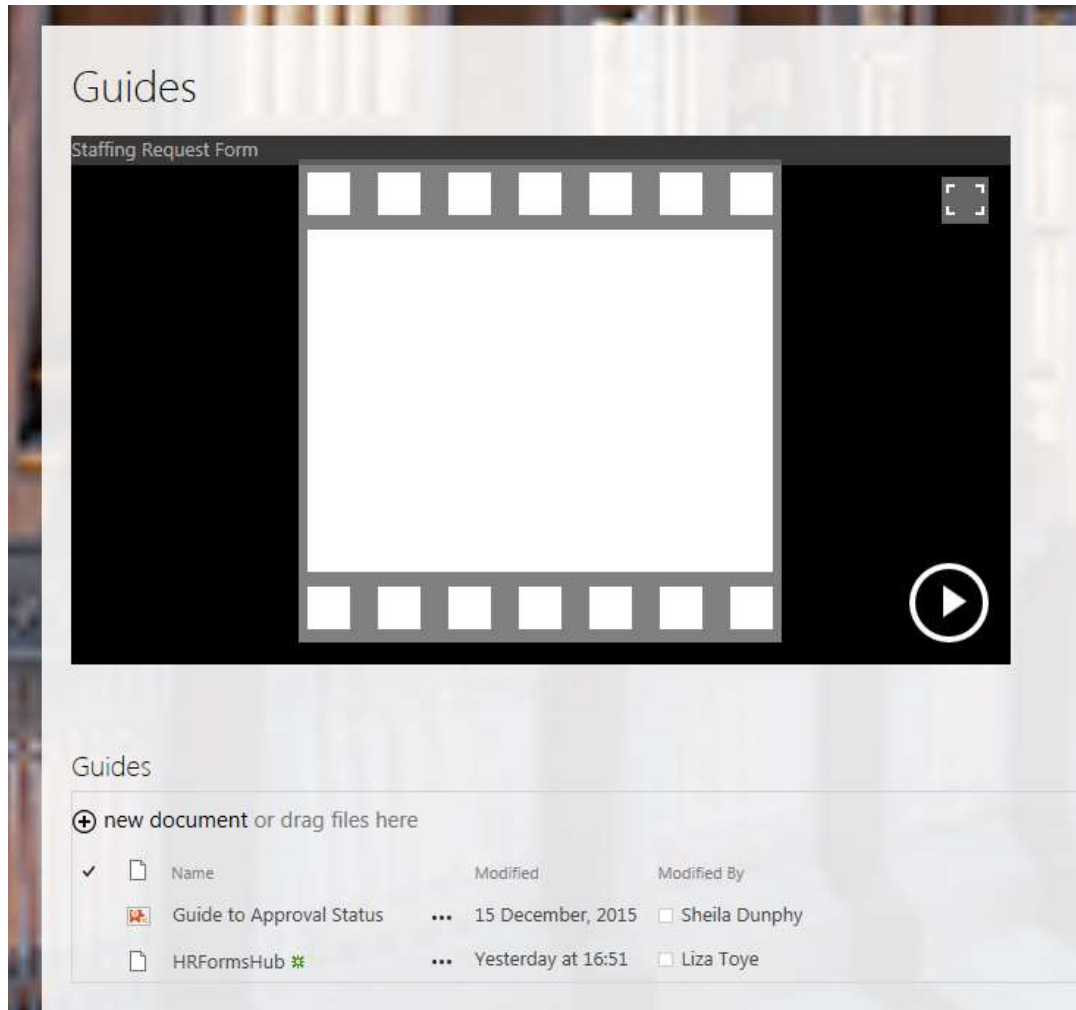 Guides
Staffing Request Form
Guides
new document or drag files here
Name Modified Modified By
Guide to Approval Status ••• 15 December, 2015 Sheila Dunphy
HRFormsHub ••• Yesterday at 16:51 Liza Toye